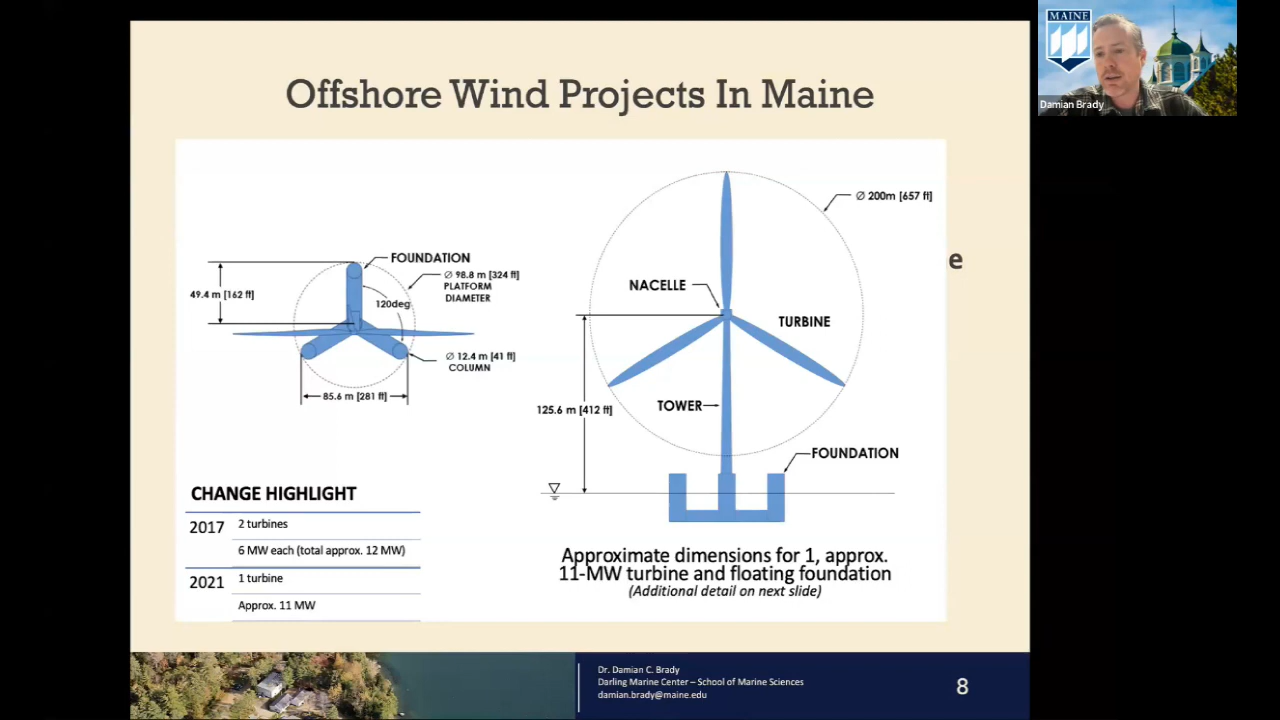 MAINE
Damian Brady
Offshore Wind Projects In Maine
FOUNDATION
Ø 98.8 m [324 ft]
PLATFORM
DIAMETER
49.4 m [162 ft]
120deg
Ø 12.4 m [41 ft]
COLUMN
85.6 m [281 ft]
Ø 200m [657 ft]
e
NACELLE
TURBINE
125.6 m [412 ft]
TOWER
FOUNDATION
CHANGE HIGHLIGHT
2017 2 turbines
6 MW each (total approx. 12 MW)
2021 1 turbine
Approx. 11 MW
Approximate dimensions for 1, approx.
11-MW turbine and floating foundation
(Additional detail on next slide)
Dr. Damian C. Brady
Darling Marine Center – School of Marine Sciences
damian.brady@maine.edu
8